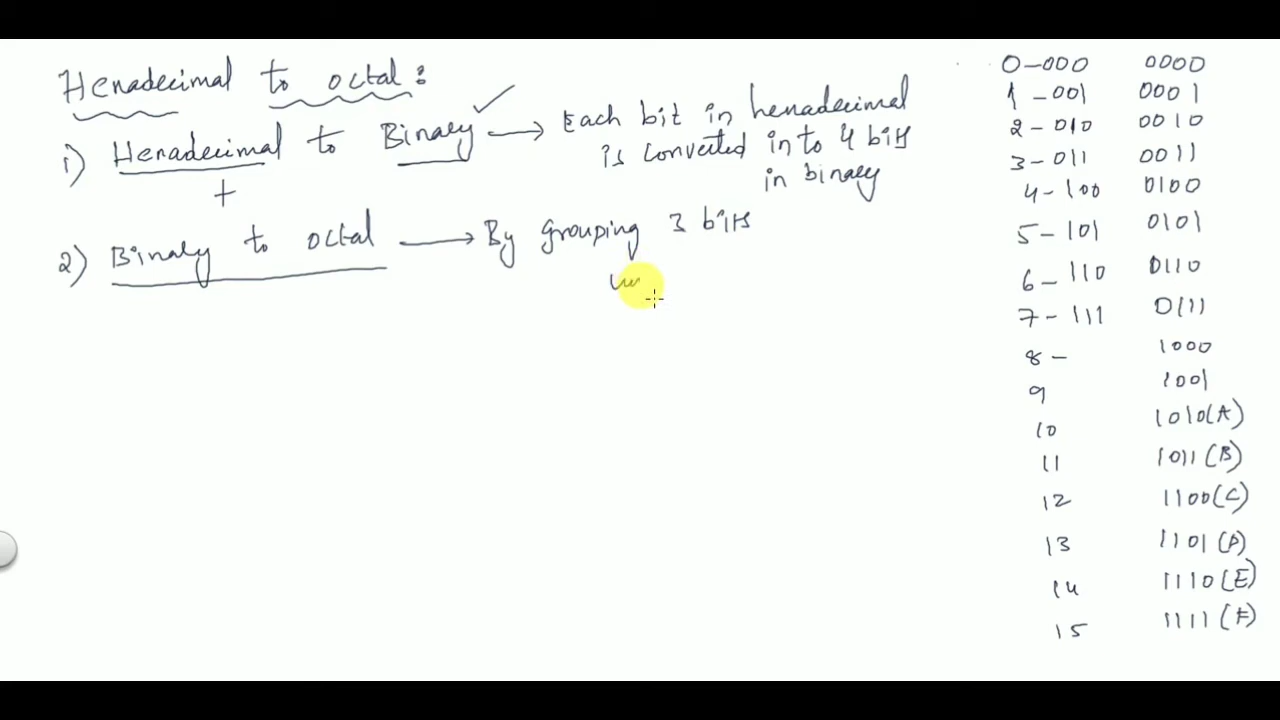 Hexadecimal to octal:
1) Hexadecimal to Binary → Each bit in hexadecimal
is converted in to 4 bits
in binary
+
2) Binary to octal → By grouping 3 bits
0-000 0000
1-001 0001
2-010 0010
3-011 0011
4-100 0100
5-101 0101
6-110 0110
7-111 0111
8- 1000
9 1001
10 1010(A)
11 1011(B)
12 1100(C)
13 1101(D)
14 1110(E)
15 1111(F)